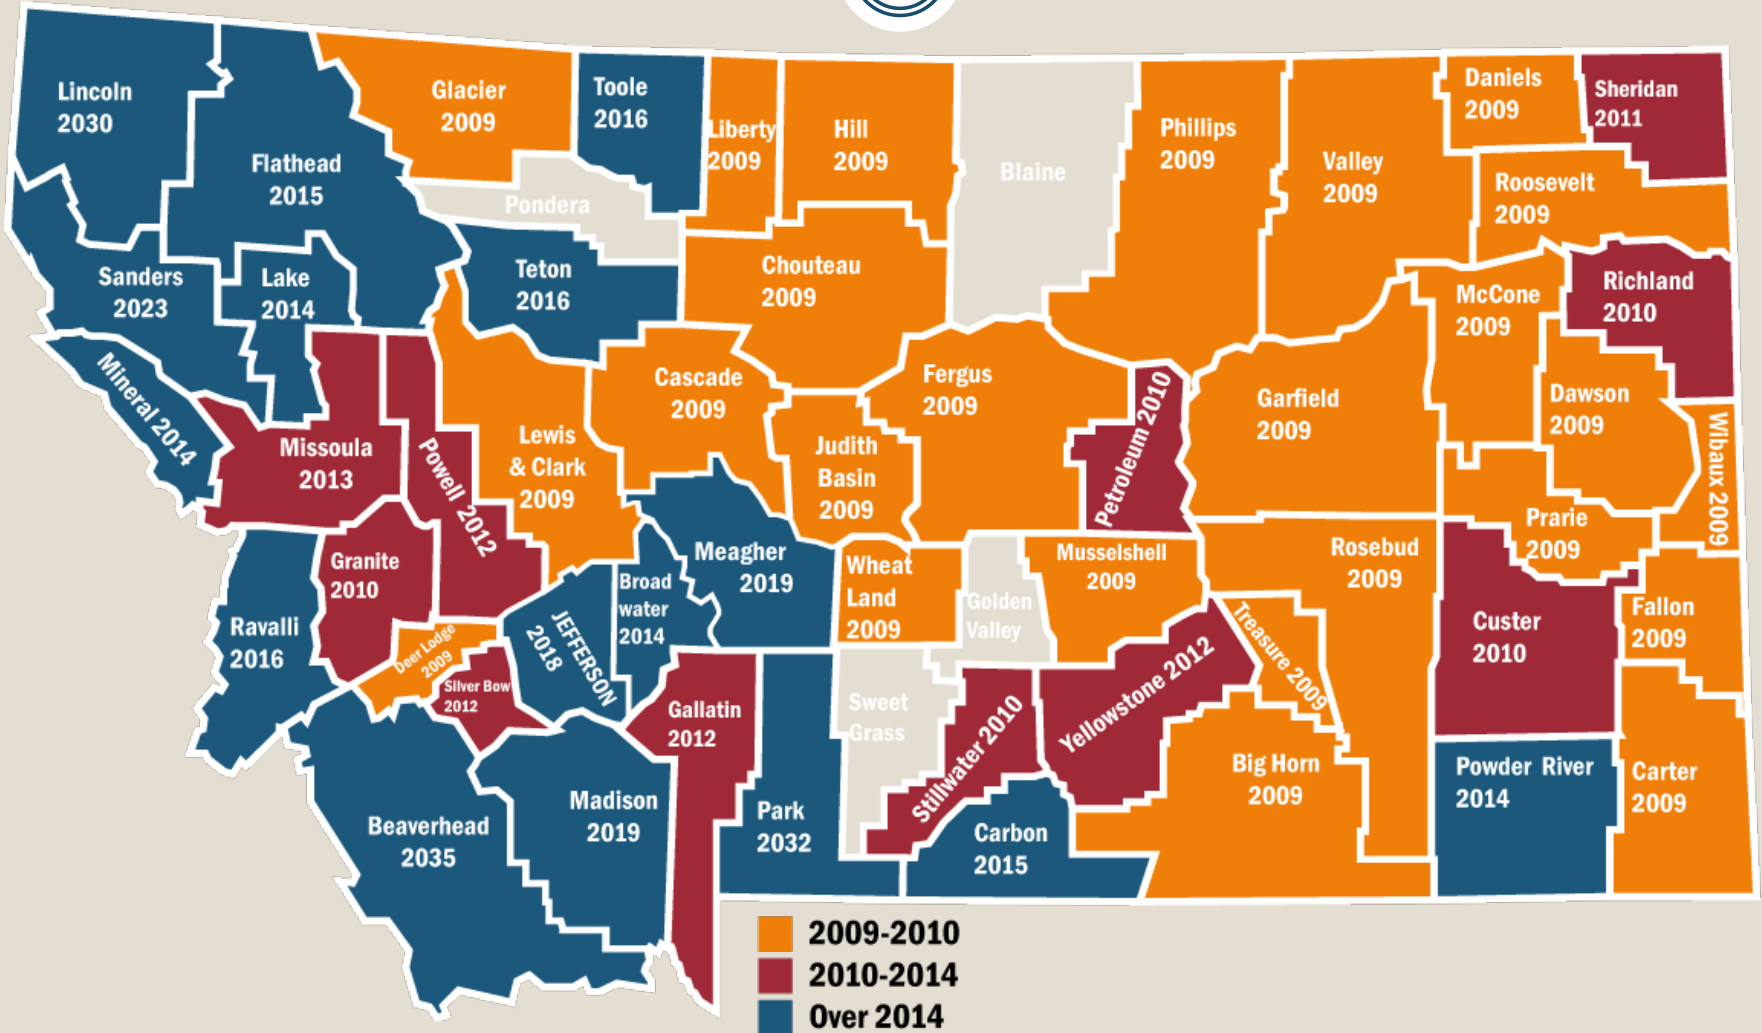 Lincoln
2030
Flathead
2015
Glacier
2009
Toole
2016
Liberty
2009
Hill
2009
Blaine
Phillips
2009
Valley
2009
Daniels
2009
Sheridan
2011
Roosevelt
2009
Pondera
Sanders
2023
Lake
2014
Teton
2016
Chouteau
2009
McCone
2009
Richland
2010
Mineral 2014
Missoula
2013
Powell 2012
Lewis
& Clark
2009
Cascade
2009
Judith
Basin
2009
Fergus
2009
Petroleum 2010
Garfield
2009
Dawson
2009
Wibaux 2009
Prarie
2009
Ravalli
2016
Granite
2010
Deer Lodge
2009
Silver Bow
2012
JEFFERSON
2018
Broad
water
2014
Meagher
2019
Wheat
Land
2009
Golden
Valley
Musselshell
2009
Rosebud
2009
Treasure 2009
Custer
2010
Fallon
2009
Beaverhead
2035
Madison
2019
Gallatin
2012
Park
2032
Sweet
Grass
Stillwater 2010
Yellowstone 2012
Carbon
2015
Big Horn
2009
Powder River
2014
Carter
2009
2009-2010
2010-2014
Over 2014